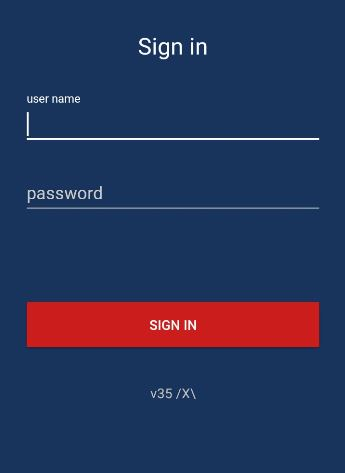 Sign in
user name
password
SIGN IN
v35 /X\